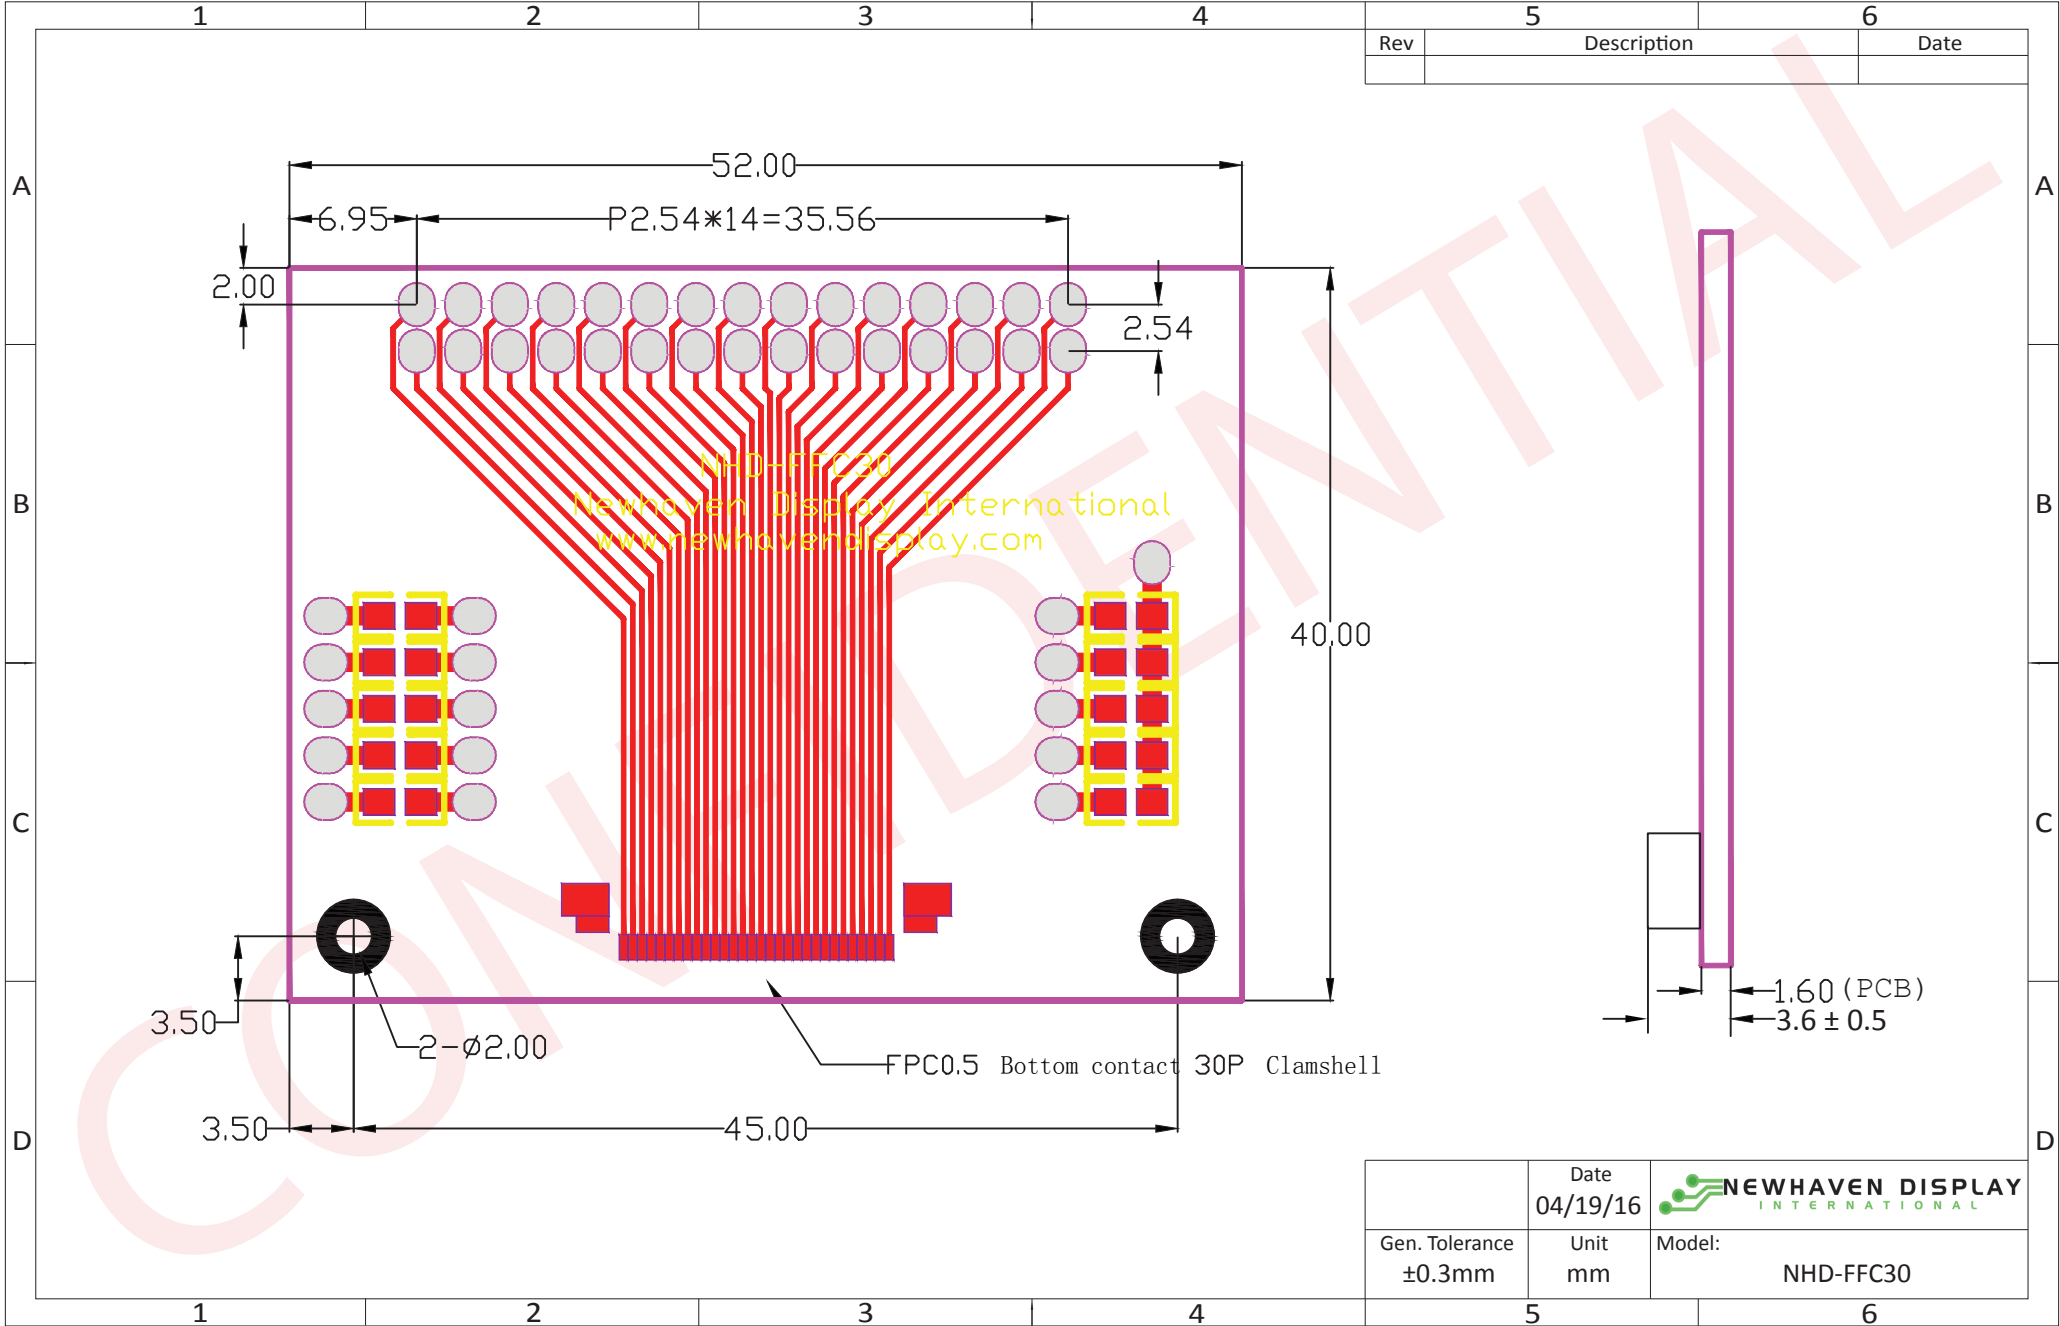 1 2 3 4 5 6
Rev Description Date
A A
52.00
6.95 P2.54*14=35.56
2.00
2.54
B B
NHD-FFC30
Newhaven Display International
www.newhavendisplay.com
40.00
C C
1.60 (PCB)
3.6 ± 0.5
3.50
2-Ø2.00
FPC0.5 Bottom contact 30P Clamshell
3.50 45.00
D D
CONFIDENTIAL
Date
04/19/16
NEWHAVEN DISPLAY
INTERNATIONAL
Gen. Tolerance
±0.3mm
Unit
mm
Model:
NHD-FFC30
1 2 3 4 5 6